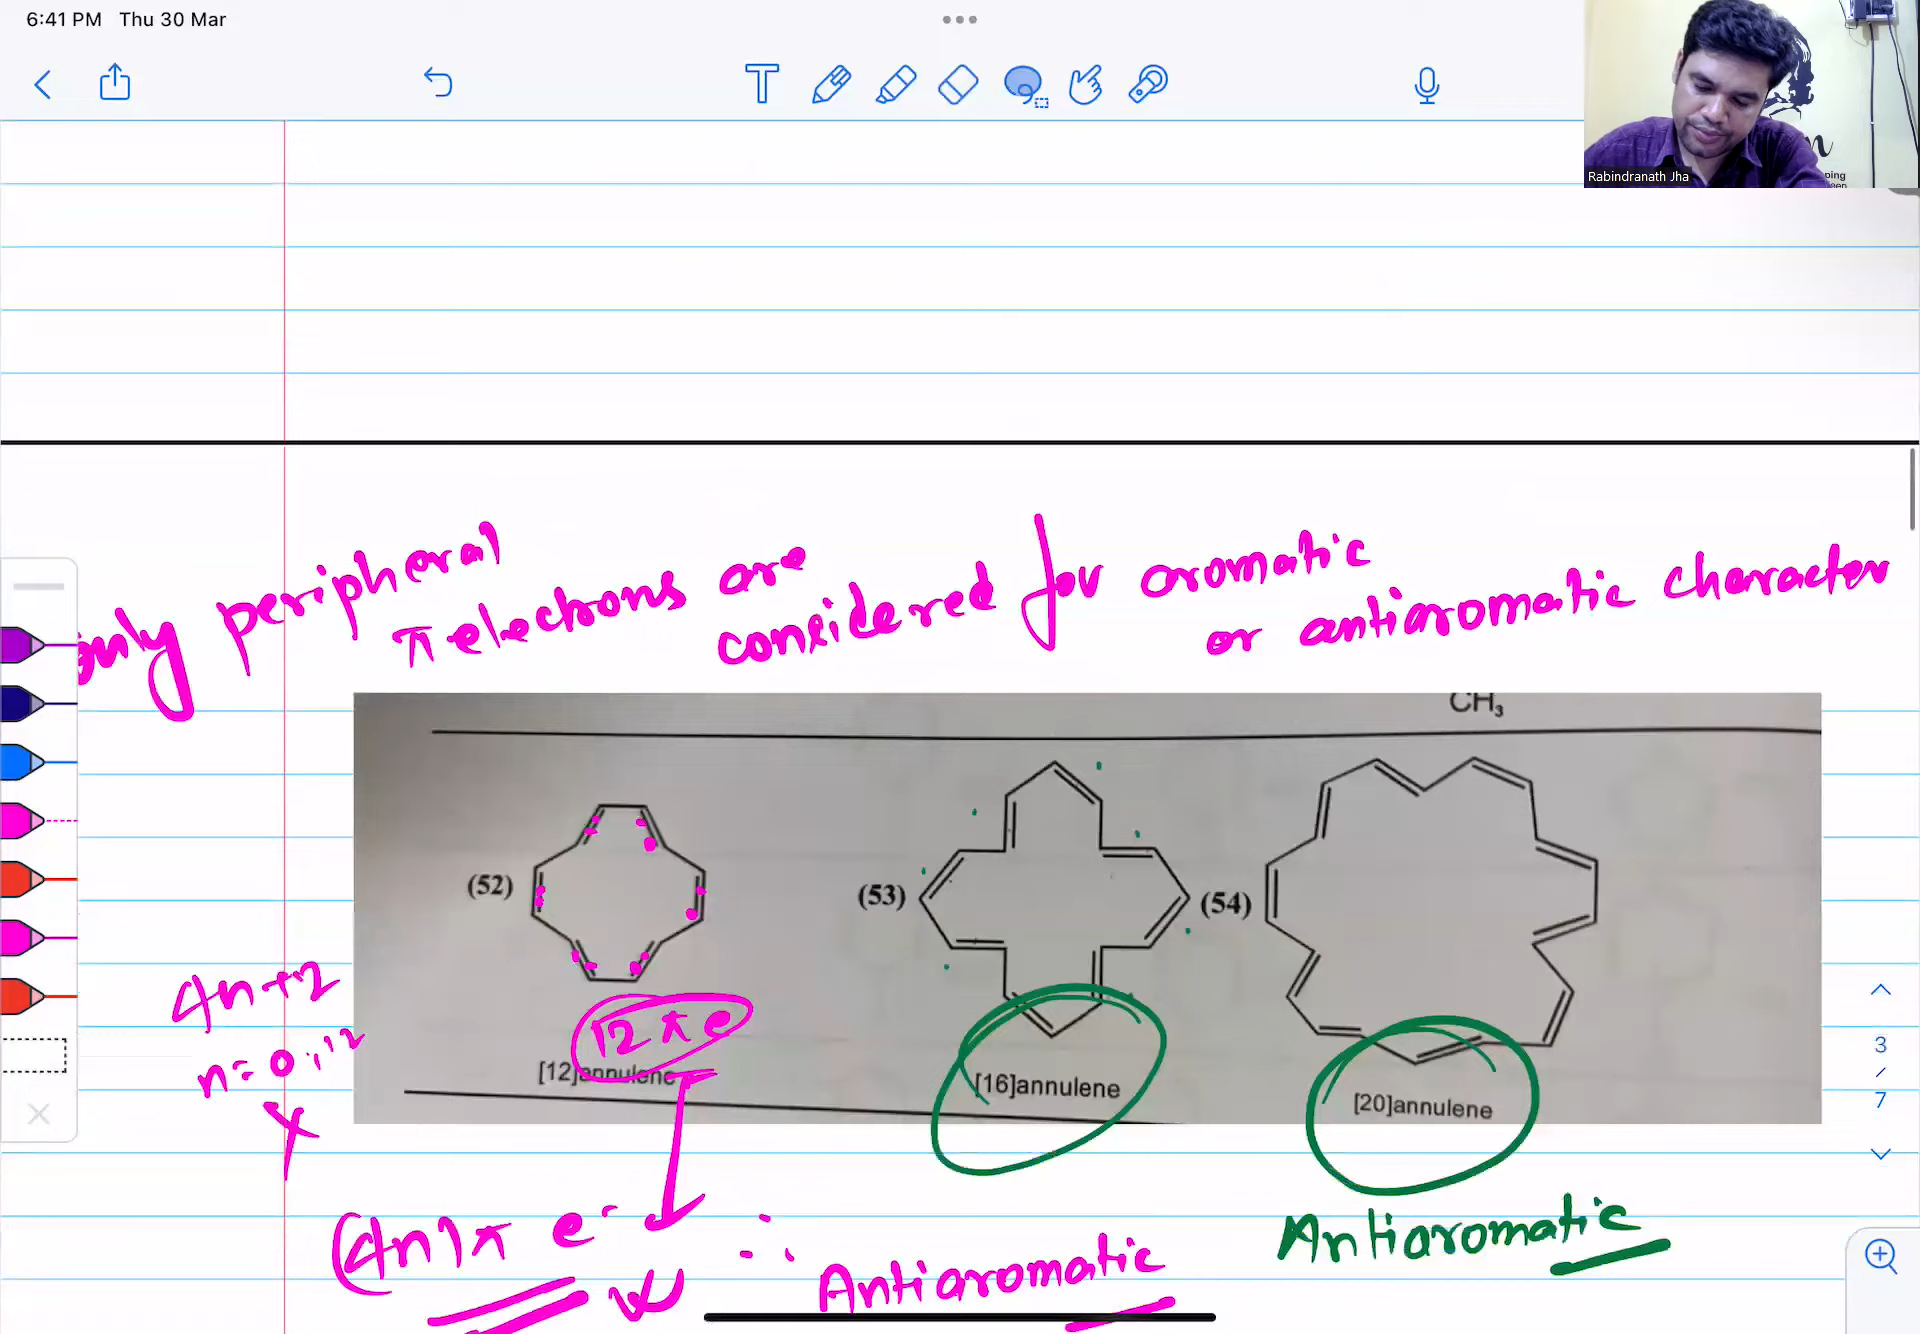 6:41 PM Thu 30 Mar
Rabindranath Jha
only peripheral
π electrons are
considered for aromatic
or antiaromatic character
CH3
(52)
(53)
(54)
12 π e
[12]annulene
[16]annulene
[20]annulene
4n+2
n=0,1,2
X
(4n) π e-
∴ Antiaromatic
Antiaromatic
3
/
7